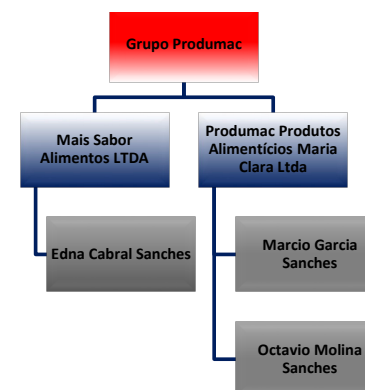 Grupo Produmac
Mais Sabor
Alimentos LTDA
Produmac Produtos
Alimentícios Maria
Clara Ltda
Edna Cabral Sanches
Marcio Garcia
Sanches
Octavio Molina
Sanches